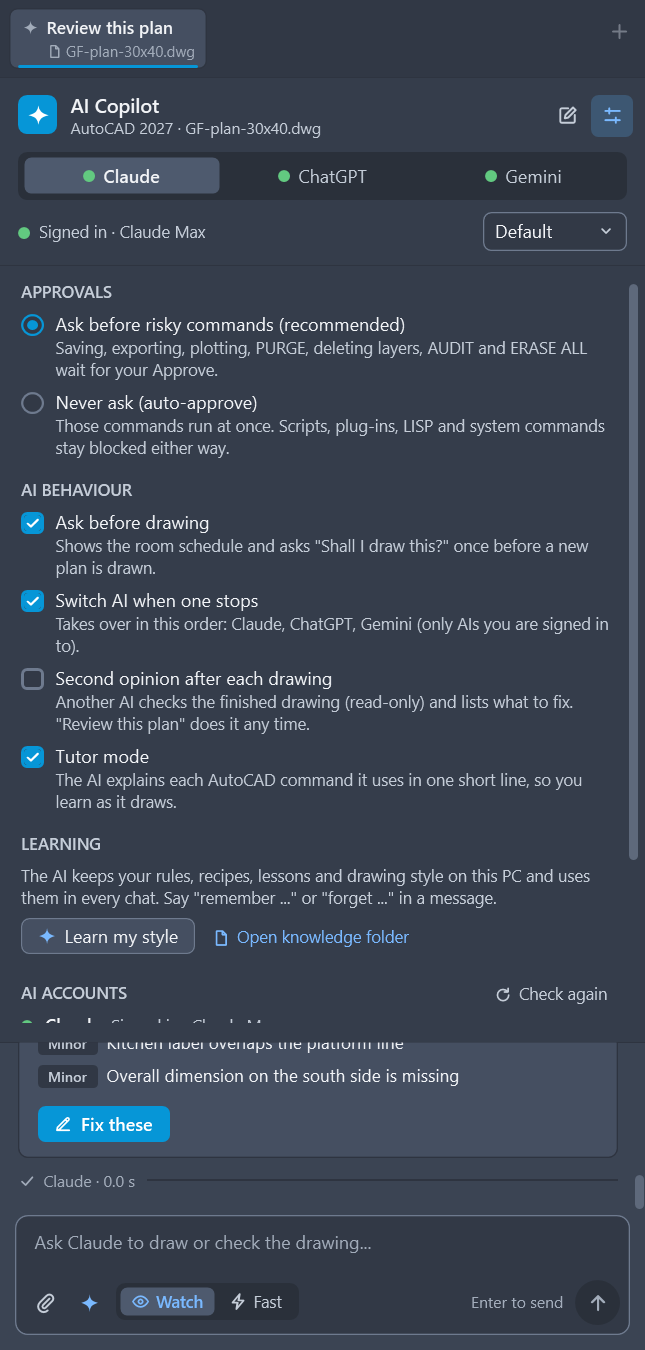 Review this plan
GF-plan-30x40.dwg
AI Copilot
AutoCAD 2027 · GF-plan-30x40.dwg
Claude
ChatGPT
Gemini
Signed in · Claude Max
Default
APPROVALS
Ask before risky commands (recommended)
Saving, exporting, plotting, PURGE, deleting layers, AUDIT and ERASE ALL
wait for your Approve.
Never ask (auto-approve)
Those commands run at once. Scripts, plug-ins, LISP and system commands
stay blocked either way.
AI BEHAVIOUR
Ask before drawing
Shows the room schedule and asks "Shall I draw this?" once before a new
plan is drawn.
Switch AI when one stops
Takes over in this order: Claude, ChatGPT, Gemini (only AIs you are signed in
to).
Second opinion after each drawing
Another AI checks the finished drawing (read-only) and lists what to fix.
"Review this plan" does it any time.
Tutor mode
The AI explains each AutoCAD command it uses in one short line, so you
learn as it draws.
LEARNING
The AI keeps your rules, recipes, lessons and drawing style on this PC and uses
them in every chat. Say "remember ..." or "forget ..." in a message.
Learn my style
Open knowledge folder
AI ACCOUNTS
Check again
Minor Kitchen label overlaps the platform line
Minor Overall dimension on the south side is missing
Fix these
Claude · 0.0 s
Ask Claude to draw or check the drawing...
Watch
Fast
Enter to send